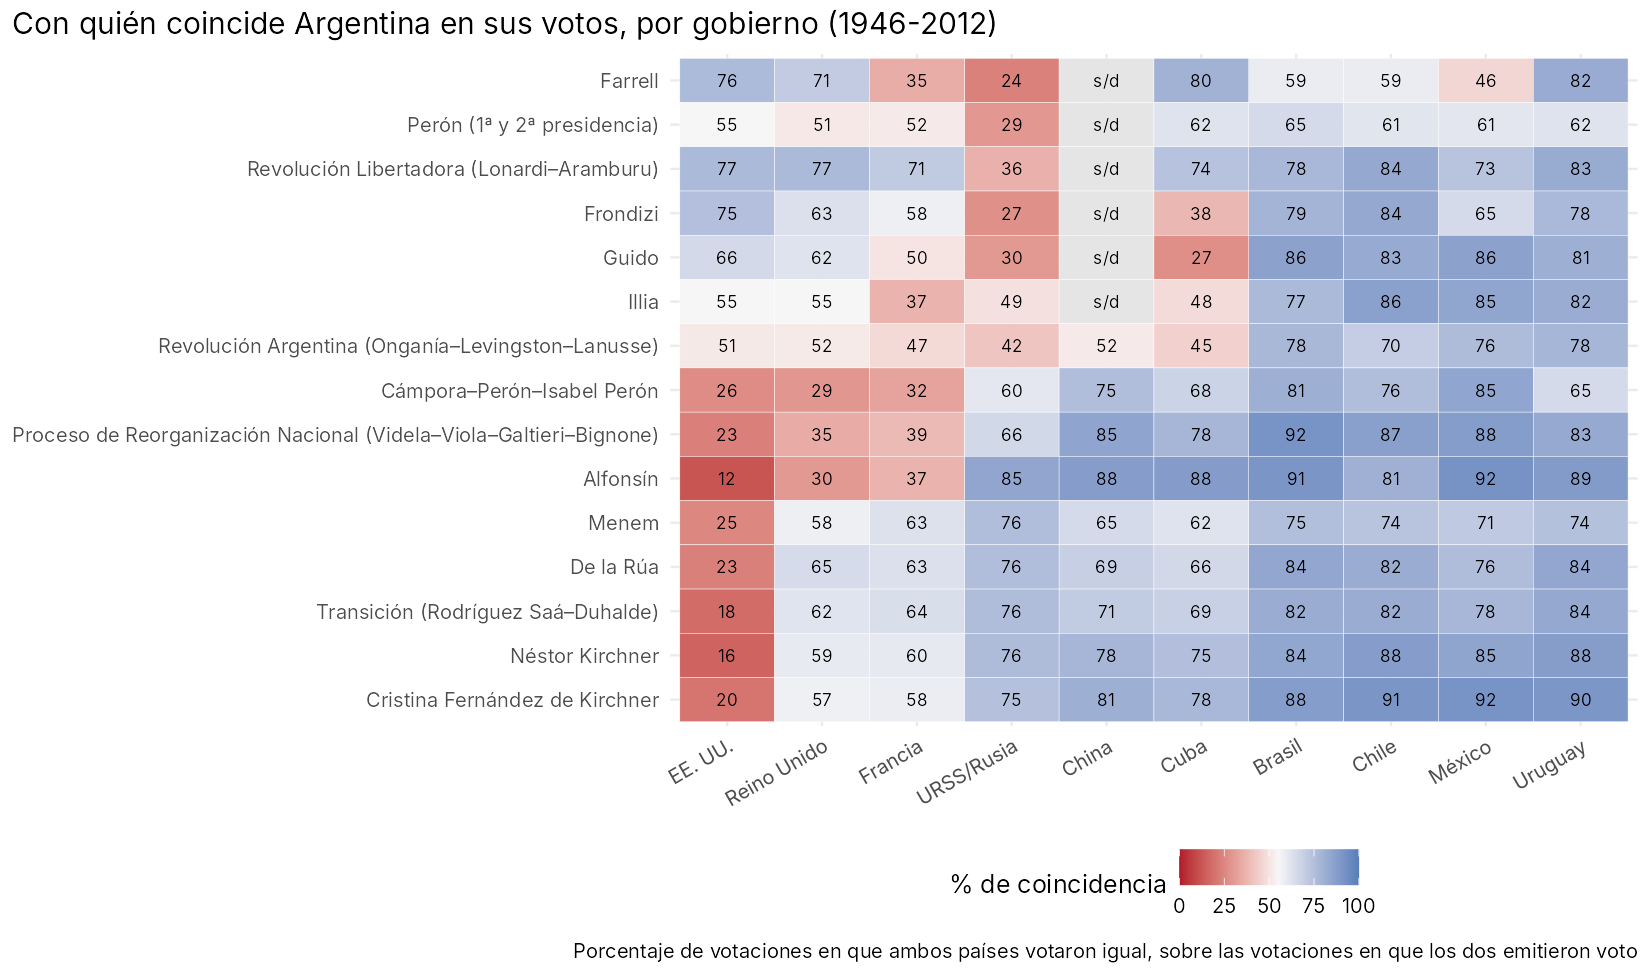 Con quién coincide Argentina en sus votos, por gobierno (1946-2012)
Farrell 76 71 35 24 s/d 80 59 59 46 82
Perón (1ª y 2ª presidencia) 55 51 52 29 s/d 62 65 61 61 62
Revolución Libertadora (Lonardi–Aramburu) 77 77 71 36 s/d 74 78 84 73 83
Frondizi 75 63 58 27 s/d 38 79 84 65 78
Guido 66 62 50 30 s/d 27 86 83 86 81
Illia 55 55 37 49 s/d 48 77 86 85 82
Revolución Argentina (Onganía–Levingston–Lanusse) 51 52 47 42 52 45 78 70 76 78
Cámpora–Perón–Isabel Perón 26 29 32 60 75 68 81 76 85 65
Proceso de Reorganización Nacional (Videla–Viola–Galtieri–Bignone) 23 35 39 66 85 78 92 87 88 83
Alfonsín 12 30 37 85 88 88 91 81 92 89
Menem 25 58 63 76 65 62 75 74 71 74
De la Rúa 23 65 63 76 69 66 84 82 76 84
Transición (Rodríguez Saá–Duhalde) 18 62 64 76 71 69 82 82 78 84
Néstor Kirchner 16 59 60 76 78 75 84 88 85 88
Cristina Fernández de Kirchner 20 57 58 75 81 78 88 91 92 90
EE. UU. Reino Unido Francia URSS/Rusia China Cuba Brasil Chile México Uruguay
% de coincidencia
0 25 50 75 100
Porcentaje de votaciones en que ambos países votaron igual, sobre las votaciones en que los dos emitieron voto